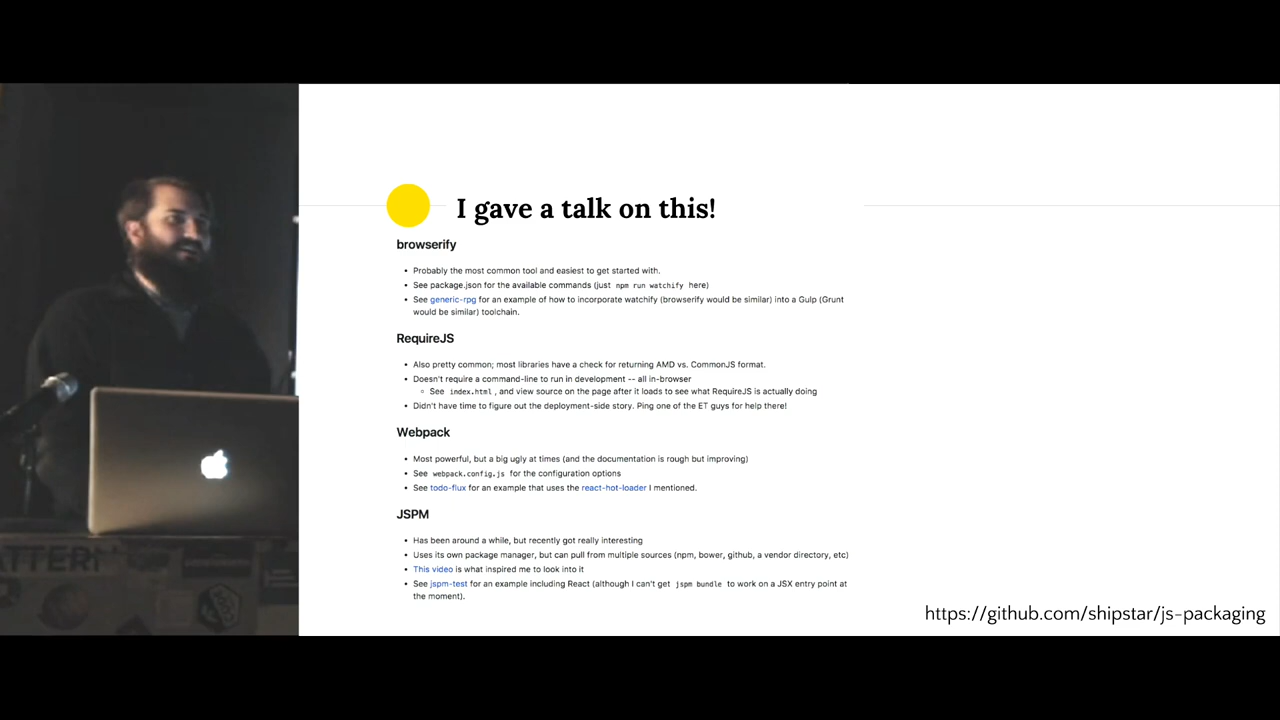 I gave a talk on this!
browserify
• Probably the most common tool and easiest to get started with.
• See package.json for the available commands (just npm run watchify here)
• See generic-rpg for an example of how to incorporate watchify (browserify would be similar) into a Gulp (Grunt
would be similar) toolchain.
RequireJS
• Also pretty common; most libraries have a check for returning AMD vs. CommonJS format.
• Doesn't require a command-line to run in development -- all in-browser
◦ See index.html , and view source on the page after it loads to see what RequireJS is actually doing
• Didn't have time to figure out the deployment-side story. Ping one of the ET guys for help there!
Webpack
• Most powerful, but a big ugly at times (and the documentation is rough but improving)
• See webpack.config.js for the configuration options
• See todo-flux for an example that uses the react-hot-loader I mentioned.
JSPM
• Has been around a while, but recently got really interesting
• Uses its own package manager, but can pull from multiple sources (npm, bower, github, a vendor directory, etc)
• This video is what inspired me to look into it
• See jspm-test for an example including React (although I can't get jspm bundle to work on a JSX entry point at
the moment).
https://github.com/shipstar/js-packaging